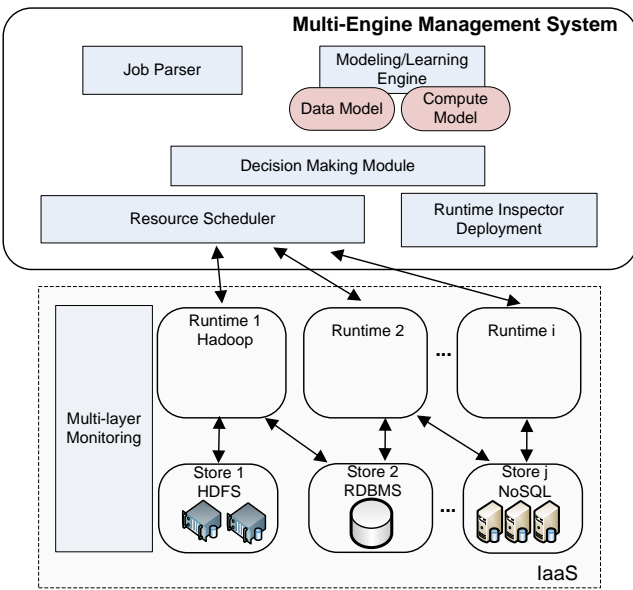 Multi-Engine Management System
Job Parser
Modeling/Learning
Engine
Data Model
Compute
Model
Decision Making Module
Resource Scheduler
Runtime Inspector
Deployment
Multi-layer
Monitoring
Runtime 1
Hadoop
Runtime 2
...
Runtime i
Store 1
HDFS
Store 2
RDBMS
...
Store j
NoSQL
IaaS